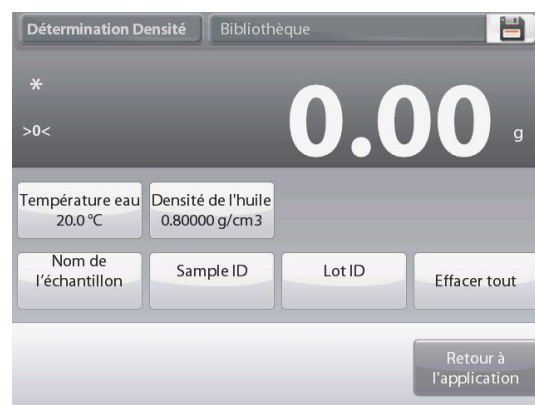 Détermination Densité Bibliothèque
*
>0< 0.00 g
Température eau Densité de l'huile
20.0 °C 0.80000 g/cm3
Nom de
l'échantillon Sample ID Lot ID Effacer tout
Retour à
l'application